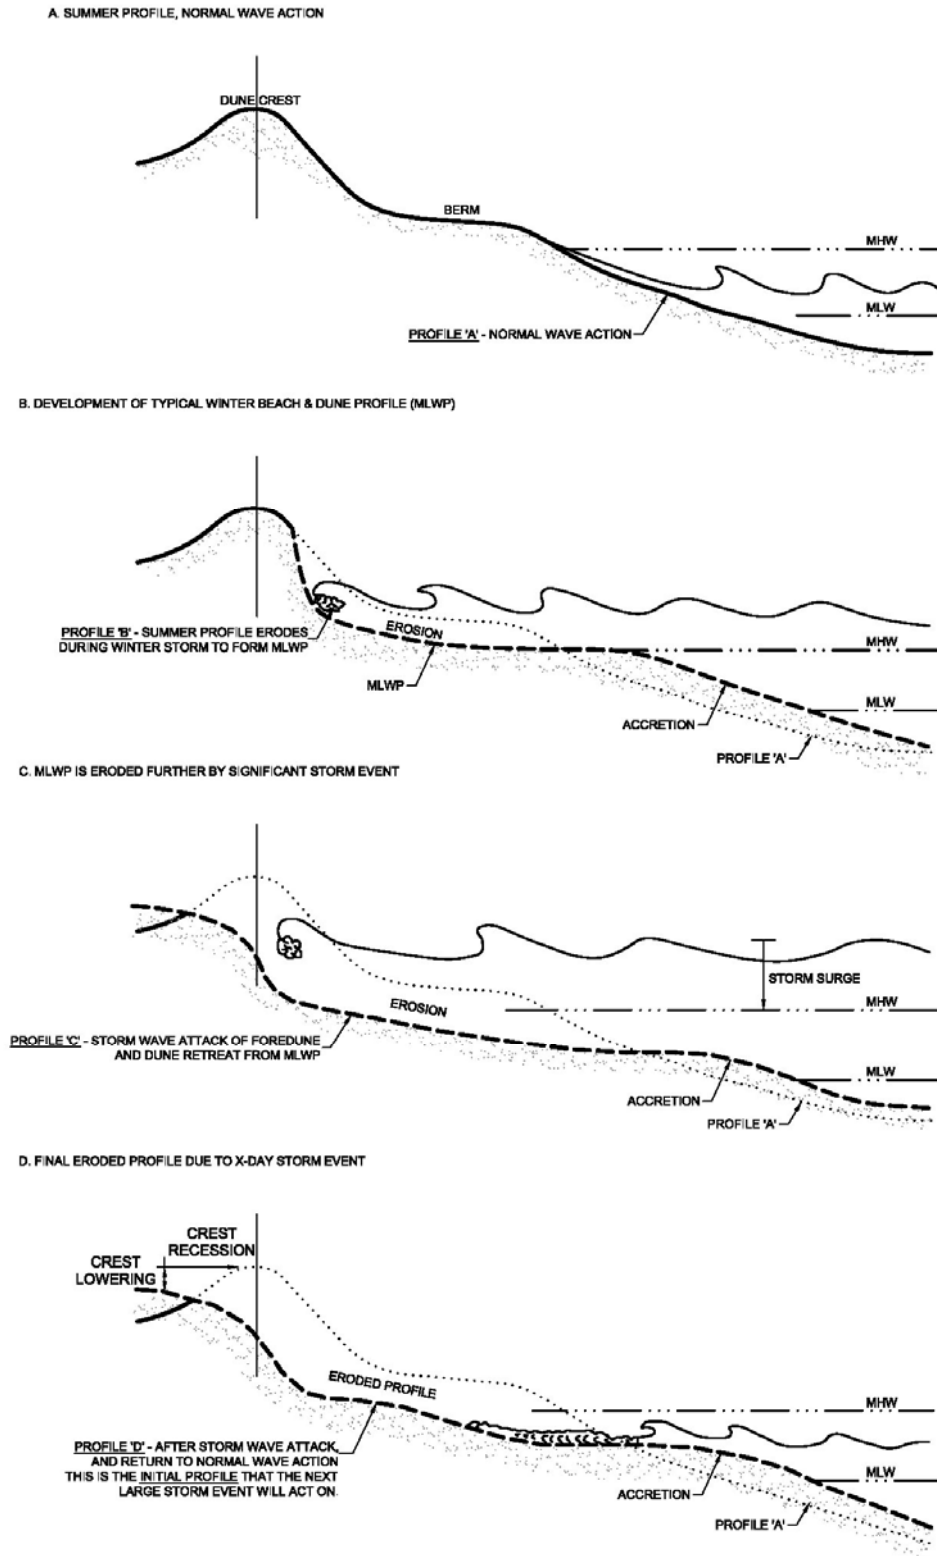 A. SUMMER PROFILE, NORMAL WAVE ACTION
DUNE CREST
BERM
MHW
MLW
PROFILE 'A' - NORMAL WAVE ACTION
B. DEVELOPMENT OF TYPICAL WINTER BEACH & DUNE PROFILE (MLWP)
EROSION
PROFILE 'B' - SUMMER PROFILE ERODES
DURING WINTER STORM TO FORM MLWP
MHW
MLWP
MLW
ACCRETION
PROFILE 'A'
C. MLWP IS ERODED FURTHER BY SIGNIFICANT STORM EVENT
STORM SURGE
EROSION
MHW
PROFILE 'C' - STORM WAVE ATTACK OF FOREDUNE
AND DUNE RETREAT FROM MLWP
MLW
ACCRETION
PROFILE 'A'
D. FINAL ERODED PROFILE DUE TO X-DAY STORM EVENT
CREST
RECESSION
CREST
LOWERING
ERODED PROFILE
MHW
PROFILE 'D' - AFTER STORM WAVE ATTACK,
AND RETURN TO NORMAL WAVE ACTION
THIS IS THE INITIAL PROFILE THAT THE NEXT
LARGE STORM EVENT WILL ACT ON.
MLW
ACCRETION
PROFILE 'A'